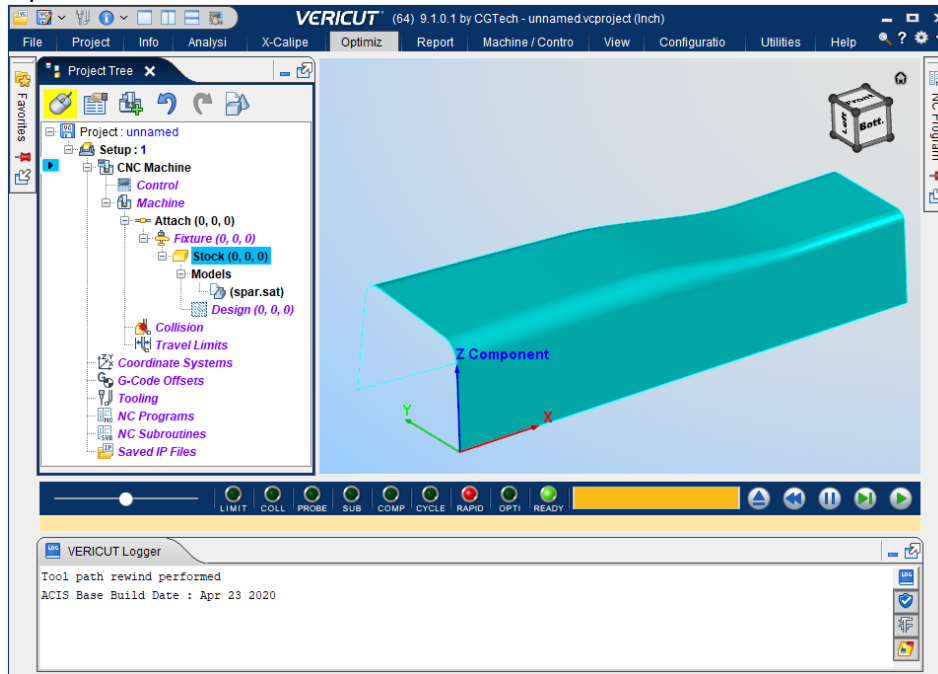 VERICUT (64) 9.1.0.1 by CGTech - unnamed.vcproject (Inch)
File Project Info Analysi X-Calipe Optimiz Report Machine / Contro View Configuratio Utilities Help
Favorites
Project Tree
NC Program
Project : unnamed
Setup : 1
CNC Machine
Control
Machine
Attach (0, 0, 0)
Fixture (0, 0, 0)
Stock (0, 0, 0)
Models
(spar.sat)
Design (0, 0, 0)
Collision
Travel Limits
Coordinate Systems
G-Code Offsets
Tooling
NC Programs
NC Subroutines
Saved IP Files
Front
Left
Bott.
Z Component
Y
X
LIMIT COLL PROBE SUB COMP CYCLE RAPID OPTI READY
VERICUT Logger
Tool path rewind performed
ACIS Base Build Date : Apr 23 2020